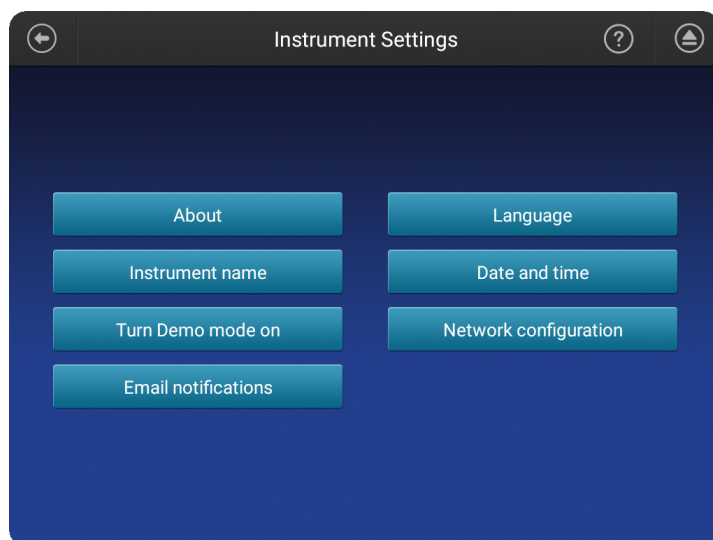 Instrument Settings
?
About
Language
Instrument name
Date and time
Turn Demo mode on
Network configuration
Email notifications